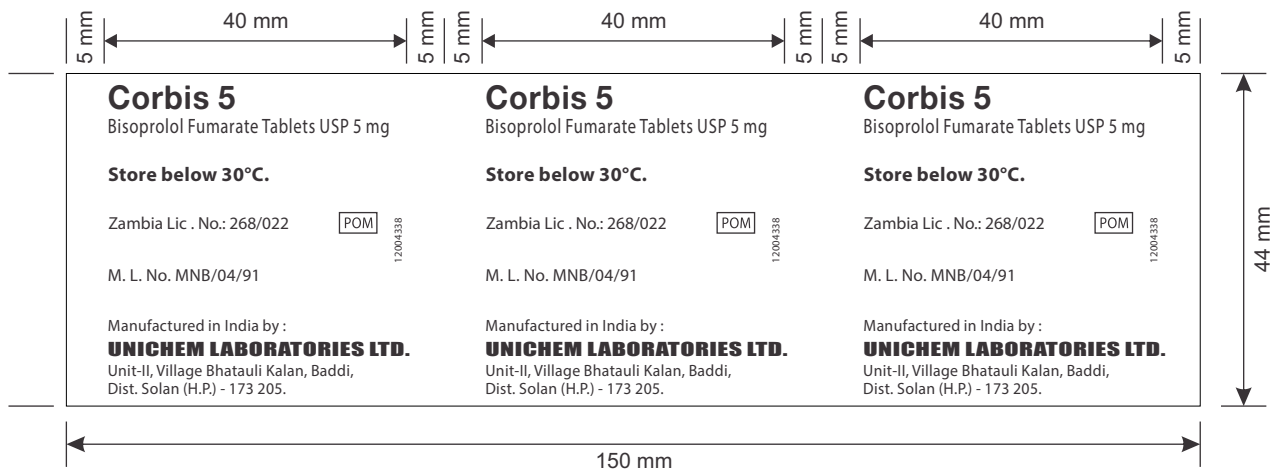 5 mm 40 mm 5 mm 5 mm 40 mm 5 mm 5 mm 40 mm 5 mm
Corbis 5
Bisoprolol Fumarate Tablets USP 5 mg
Store below 30°C.
Zambia Lic . No.: 268/022 POM
12004338
M. L. No. MNB/04/91
Manufactured in India by :
UNICHEM LABORATORIES LTD.
Unit-II, Village Bhatauli Kalan, Baddi,
Dist. Solan (H.P.) - 173 205.
Corbis 5
Bisoprolol Fumarate Tablets USP 5 mg
Store below 30°C.
Zambia Lic . No.: 268/022 POM
12004338
M. L. No. MNB/04/91
Manufactured in India by :
UNICHEM LABORATORIES LTD.
Unit-II, Village Bhatauli Kalan, Baddi,
Dist. Solan (H.P.) - 173 205.
Corbis 5
Bisoprolol Fumarate Tablets USP 5 mg
Store below 30°C.
Zambia Lic . No.: 268/022 POM
12004338
M. L. No. MNB/04/91
Manufactured in India by :
UNICHEM LABORATORIES LTD.
Unit-II, Village Bhatauli Kalan, Baddi,
Dist. Solan (H.P.) - 173 205.
44 mm
150 mm